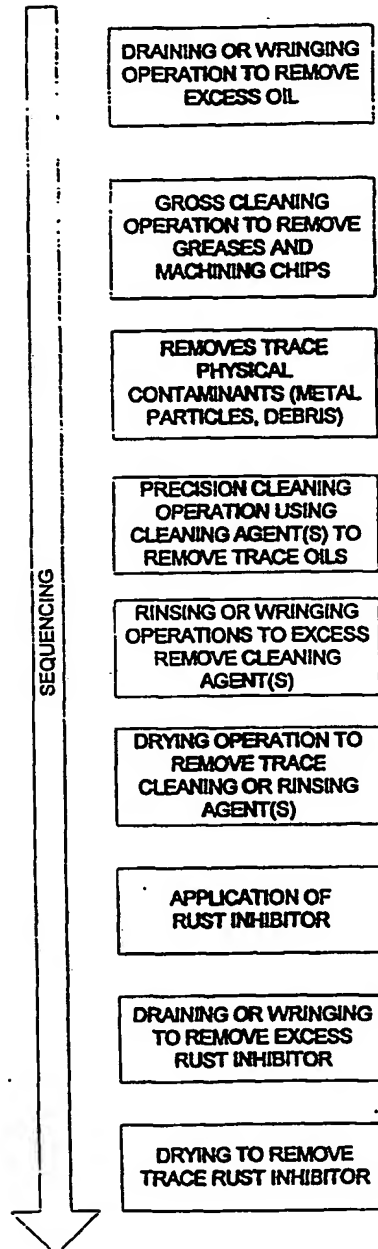 DRAINING OR WRINGING
OPERATION TO REMOVE
EXCESS OIL
GROSS CLEANING
OPERATION TO REMOVE
GREASES AND
MACHINING CHIPS
REMOVES TRACE
PHYSICAL
CONTAMINANTS (METAL
PARTICLES, DEBRIS)
PRECISION CLEANING
OPERATION USING
CLEANING AGENT(S) TO
REMOVE TRACE OILS
RINSING OR WRINGING
OPERATIONS TO EXCESS
REMOVE CLEANING
AGENT(S)
DRYING OPERATION TO
REMOVE TRACE
CLEANING OR RINSING
AGENT(S)
APPLICATION OF
RUST INHIBITOR
DRAINING OR WRINGING
TO REMOVE EXCESS
RUST INHIBITOR
DRYING TO REMOVE
TRACE RUST INHIBITOR
SEQUENCING